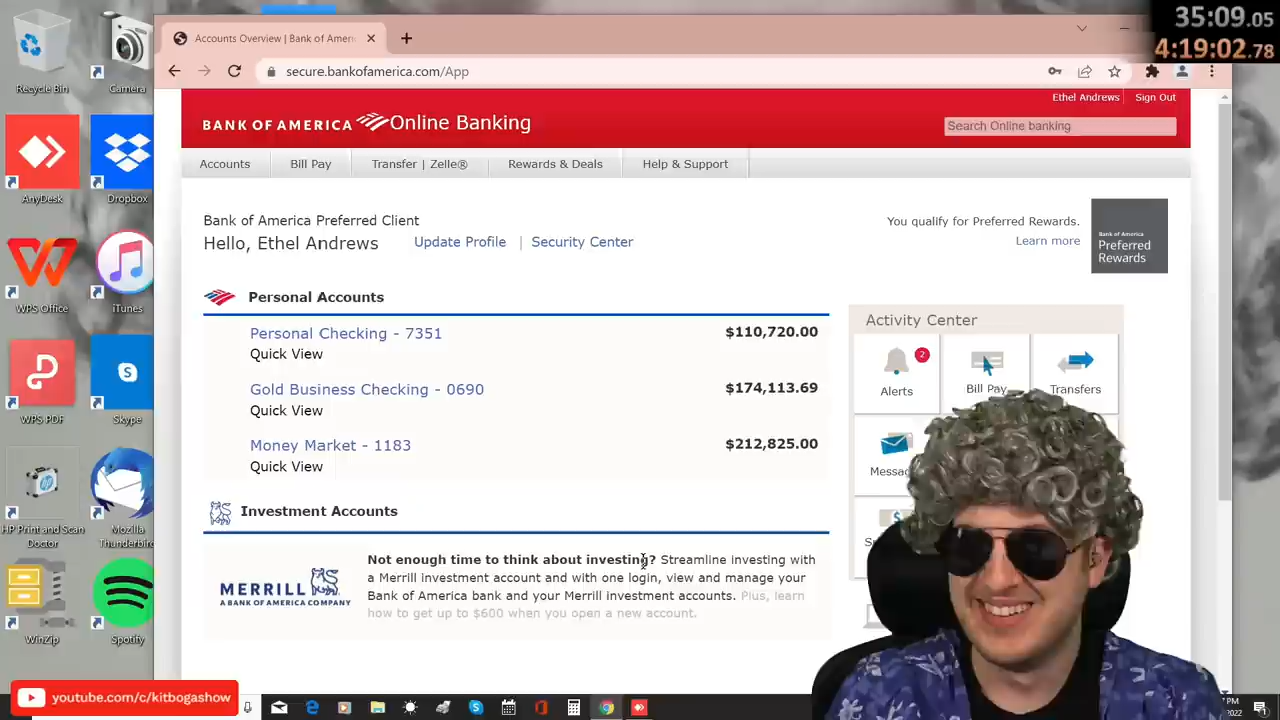 35:09.05
4:19:02.78
Accounts Overview | Bank of Ameri
secure.bankofamerica.com/App
Ethel Andrews
Sign Out
BANK OF AMERICA Online Banking
Search Online banking
Accounts
Bill Pay
Transfer | Zelle®
Rewards & Deals
Help & Support
Bank of America Preferred Client
Hello, Ethel Andrews
Update Profile | Security Center
You qualify for Preferred Rewards.
Learn more
Bank of America
Preferred
Rewards
Personal Accounts
Personal Checking - 7351
$110,720.00
Quick View
Gold Business Checking - 0690
$174,113.69
Quick View
Money Market - 1183
$212,825.00
Quick View
Investment Accounts
MERRILL
A BANK OF AMERICA COMPANY
Not enough time to think about investing? Streamline investing with
a Merrill investment account and with one login, view and manage your
Bank of America bank and your Merrill investment accounts. Plus, learn
how to get up to $600 when you open a new account.
Activity Center
2
Alerts
Bill Pay
Transfers
Messa
Recycle Bin
Camera
AnyDesk
Dropbox
WPS Office
iTunes
WPS PDF
Skype
HP Print and Scan
Doctor
Mozilla
Thunderbird
WinZip
Spotify
youtube.com/c/kitbogashow
7 PM
2022